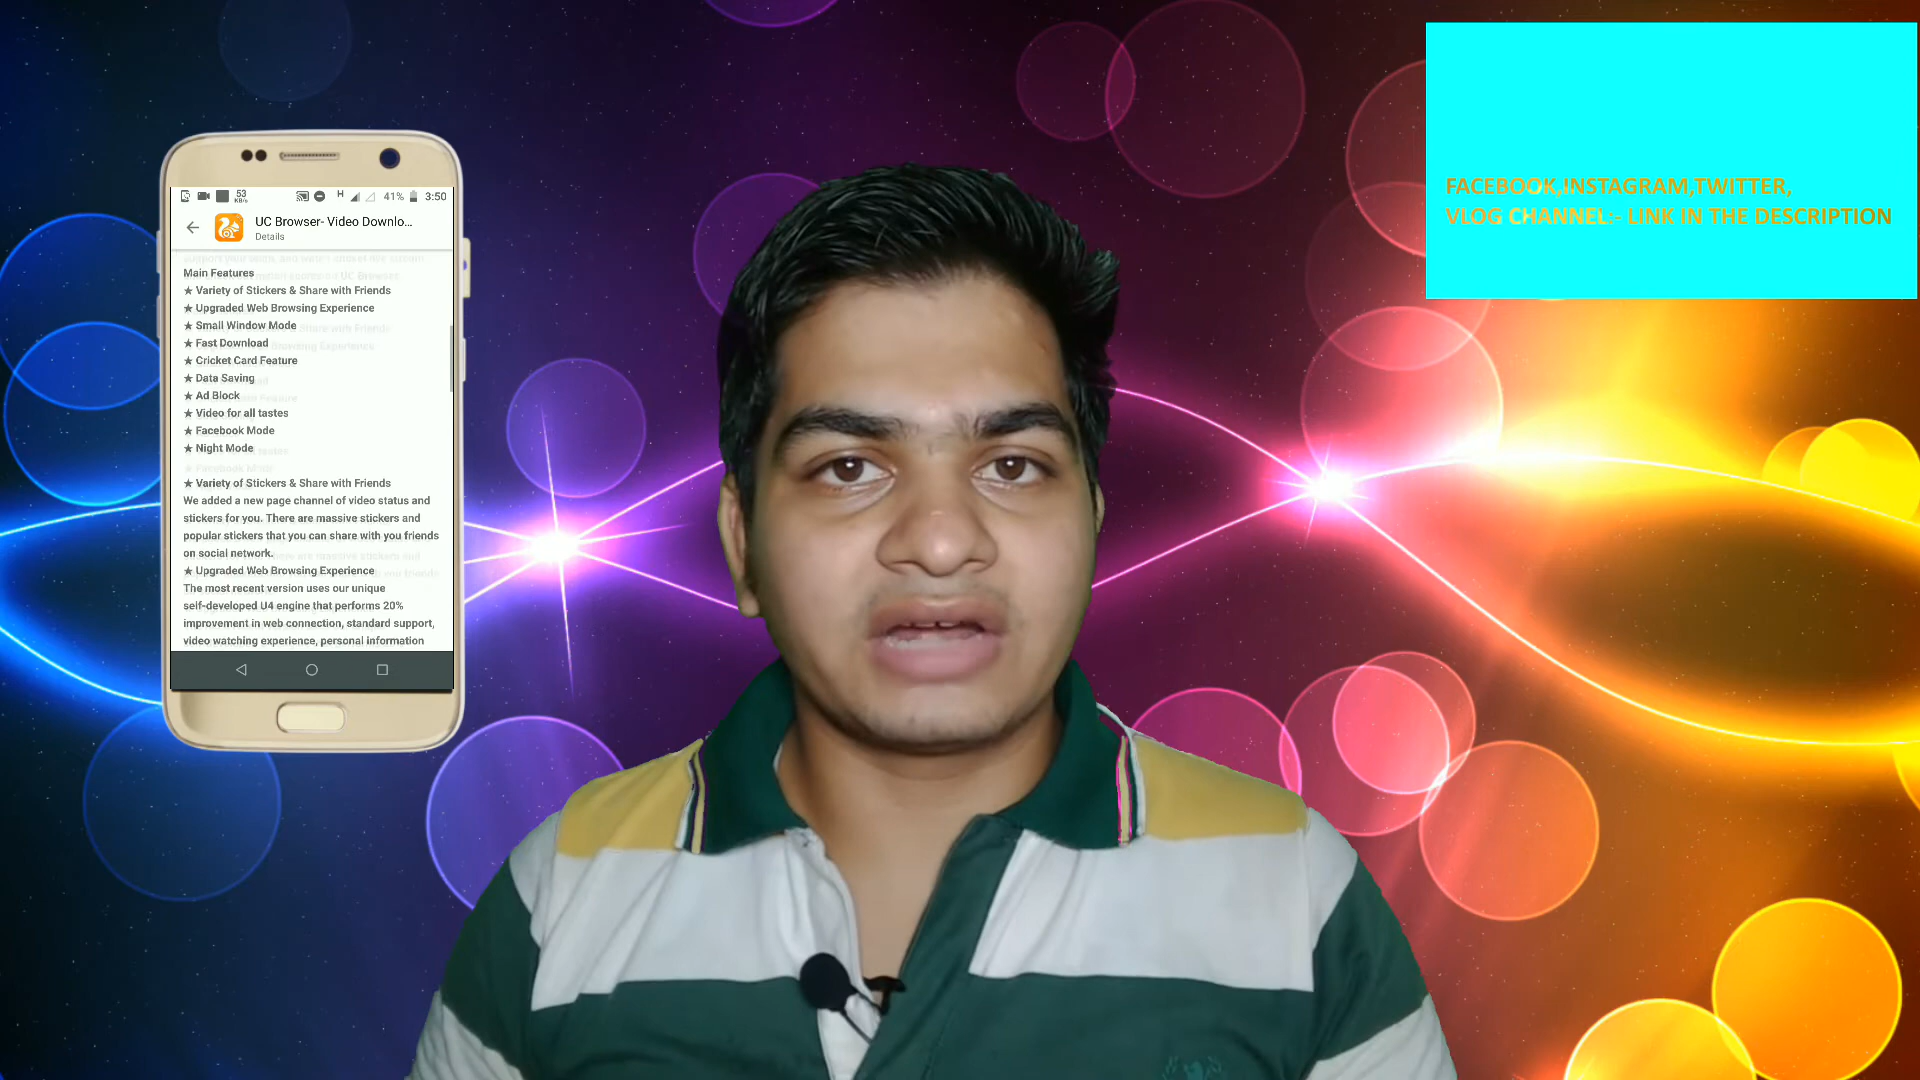 53
KB/s
H
41%
3:50
UC Browser- Video Downlo...
Details
Main Features
★ Variety of Stickers & Share with Friends
★ Upgraded Web Browsing Experience
★ Small Window Mode
★ Fast Download
★ Cricket Card Feature
★ Data Saving
★ Ad Block
★ Video for all tastes
★ Facebook Mode
★ Night Mode
★ Variety of Stickers & Share with Friends
We added a new page channel of video status and
stickers for you. There are massive stickers and
popular stickers that you can share with you friends
on social network.
★ Upgraded Web Browsing Experience
The most recent version uses our unique
self-developed U4 engine that performs 20%
improvement in web connection, standard support,
video watching experience, personal information
FACEBOOK,INSTAGRAM,TWITTER,
VLOG CHANNEL:- LINK IN THE DESCRIPTION